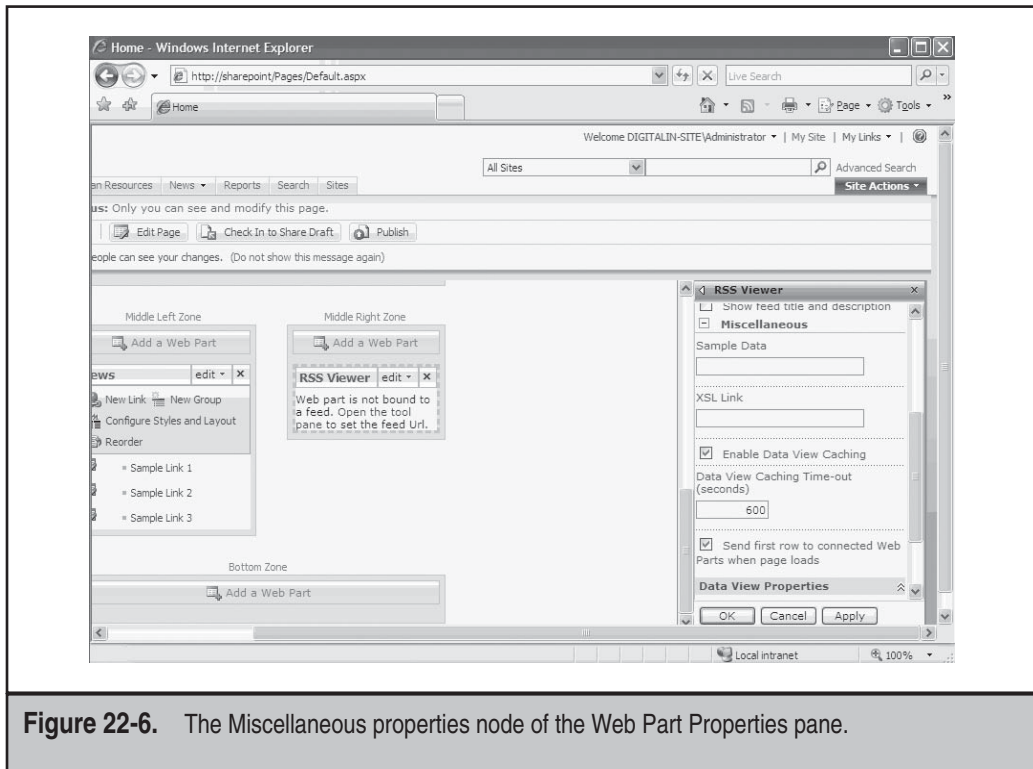 Home - Windows Internet Explorer
http://sharepoint/Pages/Default.aspx
Live Search
Home
Page
Tools
Welcome DIGITALIN-SITE\Administrator | My Site | My Links |
All Sites
Advanced Search
an Resources News Reports Search Sites
Site Actions
us: Only you can see and modify this page.
Edit Page Check In to Share Draft Publish
eople can see your changes. (Do not show this message again)
Middle Left Zone
Add a Web Part
ews edit X
New Link New Group
Configure Styles and Layout
Reorder
Sample Link 1
Sample Link 2
Sample Link 3
Middle Right Zone
Add a Web Part
RSS Viewer edit X
Web part is not bound to
a feed. Open the tool
pane to set the feed Url.
Bottom Zone
Add a Web Part
RSS Viewer
Show feed title and description
Miscellaneous
Sample Data
XSL Link
Enable Data View Caching
Data View Caching Time-out
(seconds)
600
Send first row to connected Web
Parts when page loads
Data View Properties
OK Cancel Apply
Local intranet
100%
Figure 22-6. The Miscellaneous properties node of the Web Part Properties pane.